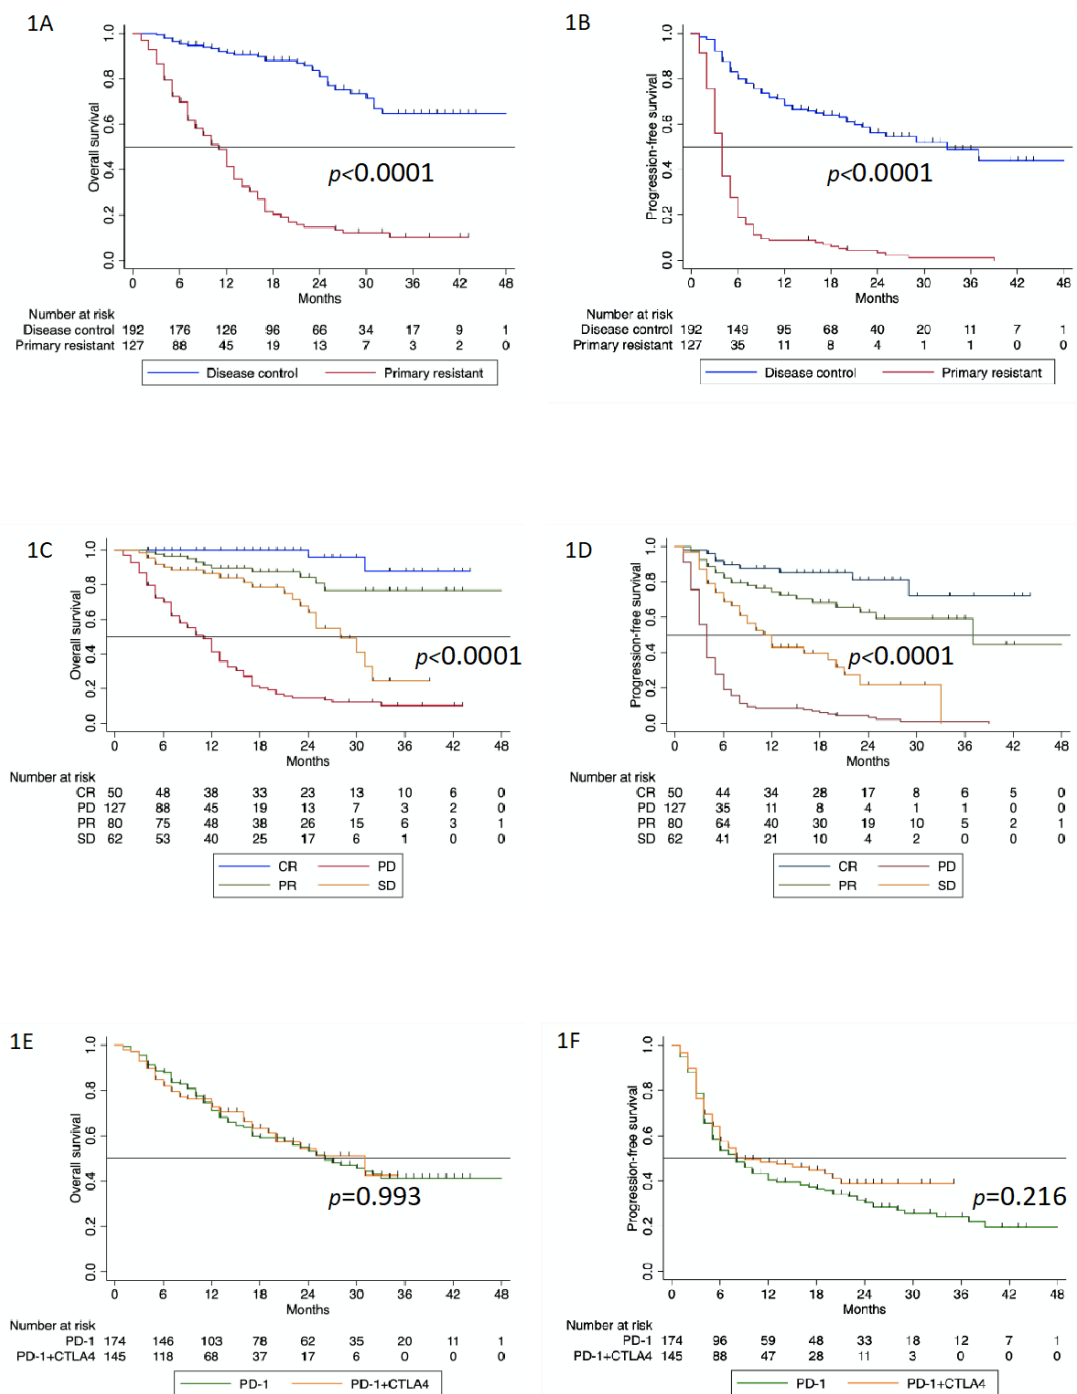 1A
1.0
0.8
0.6
0.4
0.2
0.0
Overall survival
p<0.0001
0 6 12 18 24 30 36 42 48
Months
Number at risk
Disease control 192 176 126 96 66 34 17 9 1
Primary resistant 127 88 45 19 13 7 3 2 0
Disease control Primary resistant
1B
1.0
0.8
0.6
0.4
0.2
0.0
Progression-free survival
p<0.0001
0 6 12 18 24 30 36 42 48
Months
Number at risk
Disease control 192 149 95 68 40 20 11 7 1
Primary resistant 127 35 11 8 4 1 1 0 0
Disease control Primary resistant
1C
1.0
0.8
0.6
0.4
0.2
0.0
Overall survival
p<0.0001
0 6 12 18 24 30 36 42 48
Months
Number at risk
CR 50 48 38 33 23 13 10 6 0
PD 127 88 45 19 13 7 3 2 0
PR 80 75 48 38 26 15 6 3 1
SD 62 53 40 25 17 6 1 0 0
CR PD
PR SD
1D
1.0
0.8
0.6
0.4
0.2
0.0
Progression-free survival
p<0.0001
0 6 12 18 24 30 36 42 48
Months
Number at risk
CR 50 44 34 28 17 8 6 5 0
PD 127 35 11 8 4 1 1 0 0
PR 80 64 40 30 19 10 5 2 1
SD 62 41 21 10 4 2 0 0 0
CR PD
PR SD
1E
1.0
0.8
0.6
0.4
0.2
0.0
Overall survival
p=0.993
0 6 12 18 24 30 36 42 48
Months
Number at risk
PD-1 174 146 103 78 62 35 20 11 1
PD-1+CTLA4 145 118 68 37 17 6 0 0 0
PD-1 PD-1+CTLA4
1F
1.0
0.8
0.6
0.4
0.2
0.0
Progression-free survival
p=0.216
0 6 12 18 24 30 36 42 48
Months
Number at risk
PD-1 174 96 59 48 33 18 12 7 1
PD-1+CTLA4 145 88 47 28 11 3 0 0 0
PD-1 PD-1+CTLA4